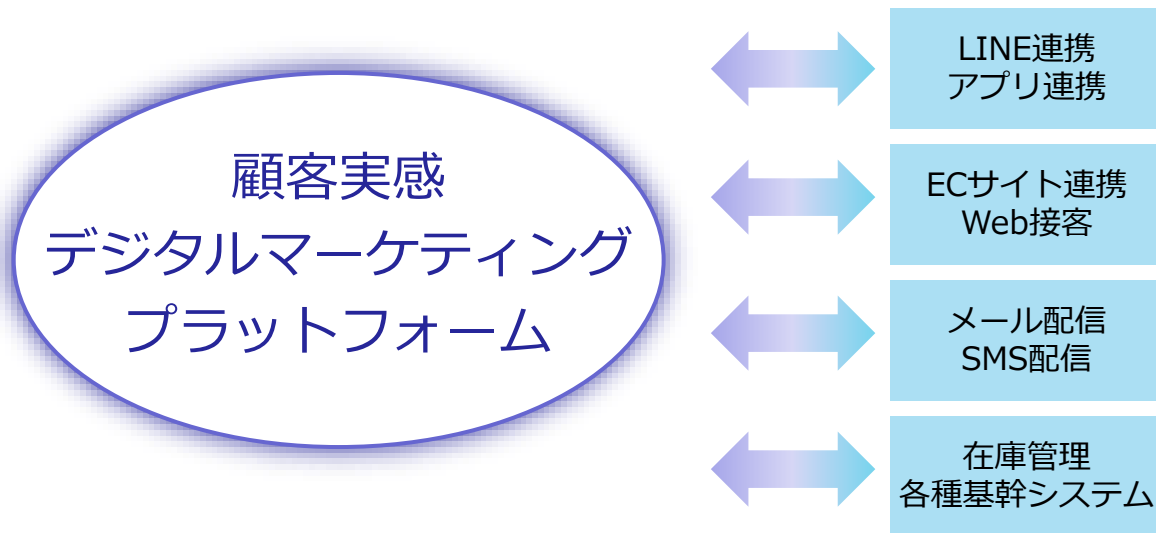 顧客実感
デジタルマーケティング
プラットフォーム
LINE連携
アプリ連携
ECサイト連携
Web接客
メール配信
SMS配信
在庫管理
各種基幹システム